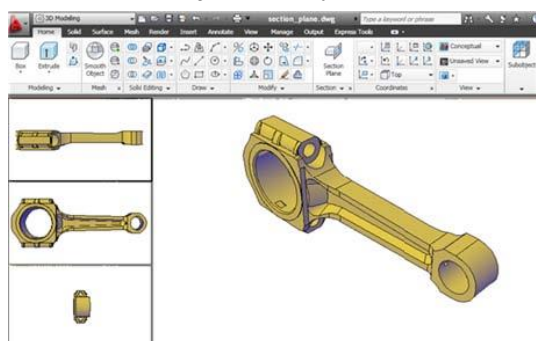 3D Modeling section_plane.dwg Type a keyword or phrase
Home Solid Surface Mesh Render Insert Annotate View Manage Output Express Tools
Box Extrude Smooth Object Section Plane Conceptual Subobject
Unsaved View
Top
Modeling Mesh Solid Editing Draw Modify Section Coordinates View